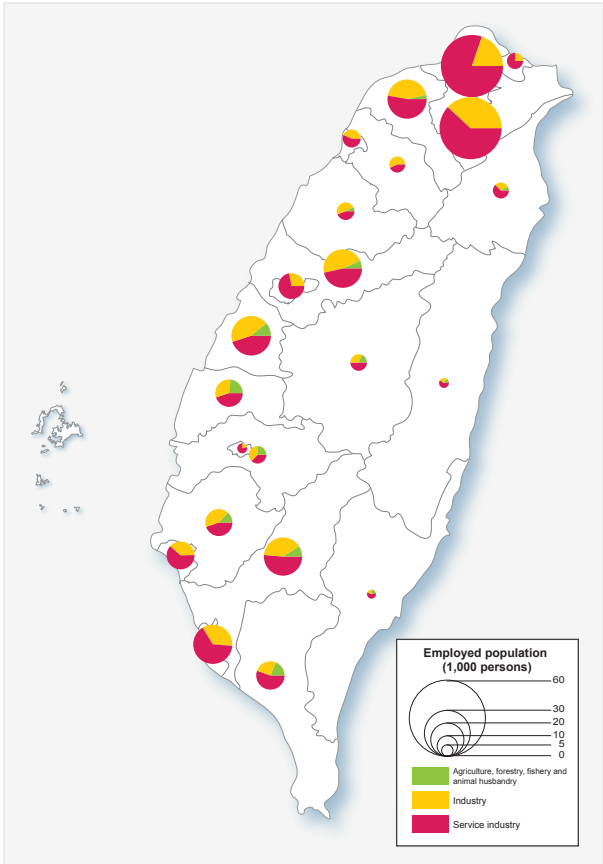 Employed population
(1,000 persons)
60
30
20
10
5
0
Agriculture, forestry, fishery and
animal husbandry
Industry
Service industry